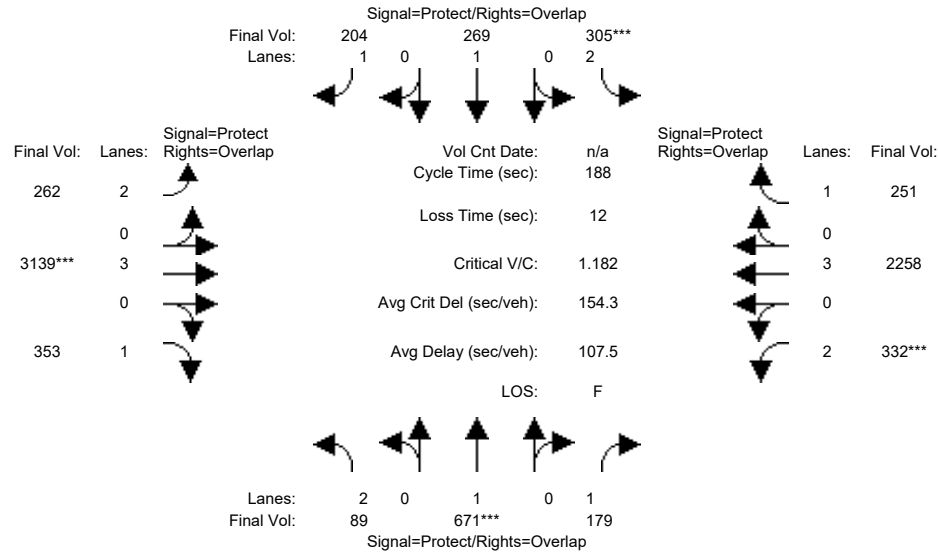 Signal=Protect/Rights=Overlap
Final Vol: 204 269 305***
Lanes: 1 0 1 0 2
Signal=Protect Signal=Protect
Final Vol: Lanes: Rights=Overlap Vol Cnt Date: n/a Rights=Overlap Lanes: Final Vol:
Cycle Time (sec): 188
262 2 1 251
Loss Time (sec): 12
0 0
3139*** 3 Critical V/C: 1.182 3 2258
0 Avg Crit Del (sec/veh): 154.3 0
353 1 Avg Delay (sec/veh): 107.5 2 332***
LOS: F
Lanes: 2 0 1 0 1
Final Vol: 89 671*** 179
Signal=Protect/Rights=Overlap